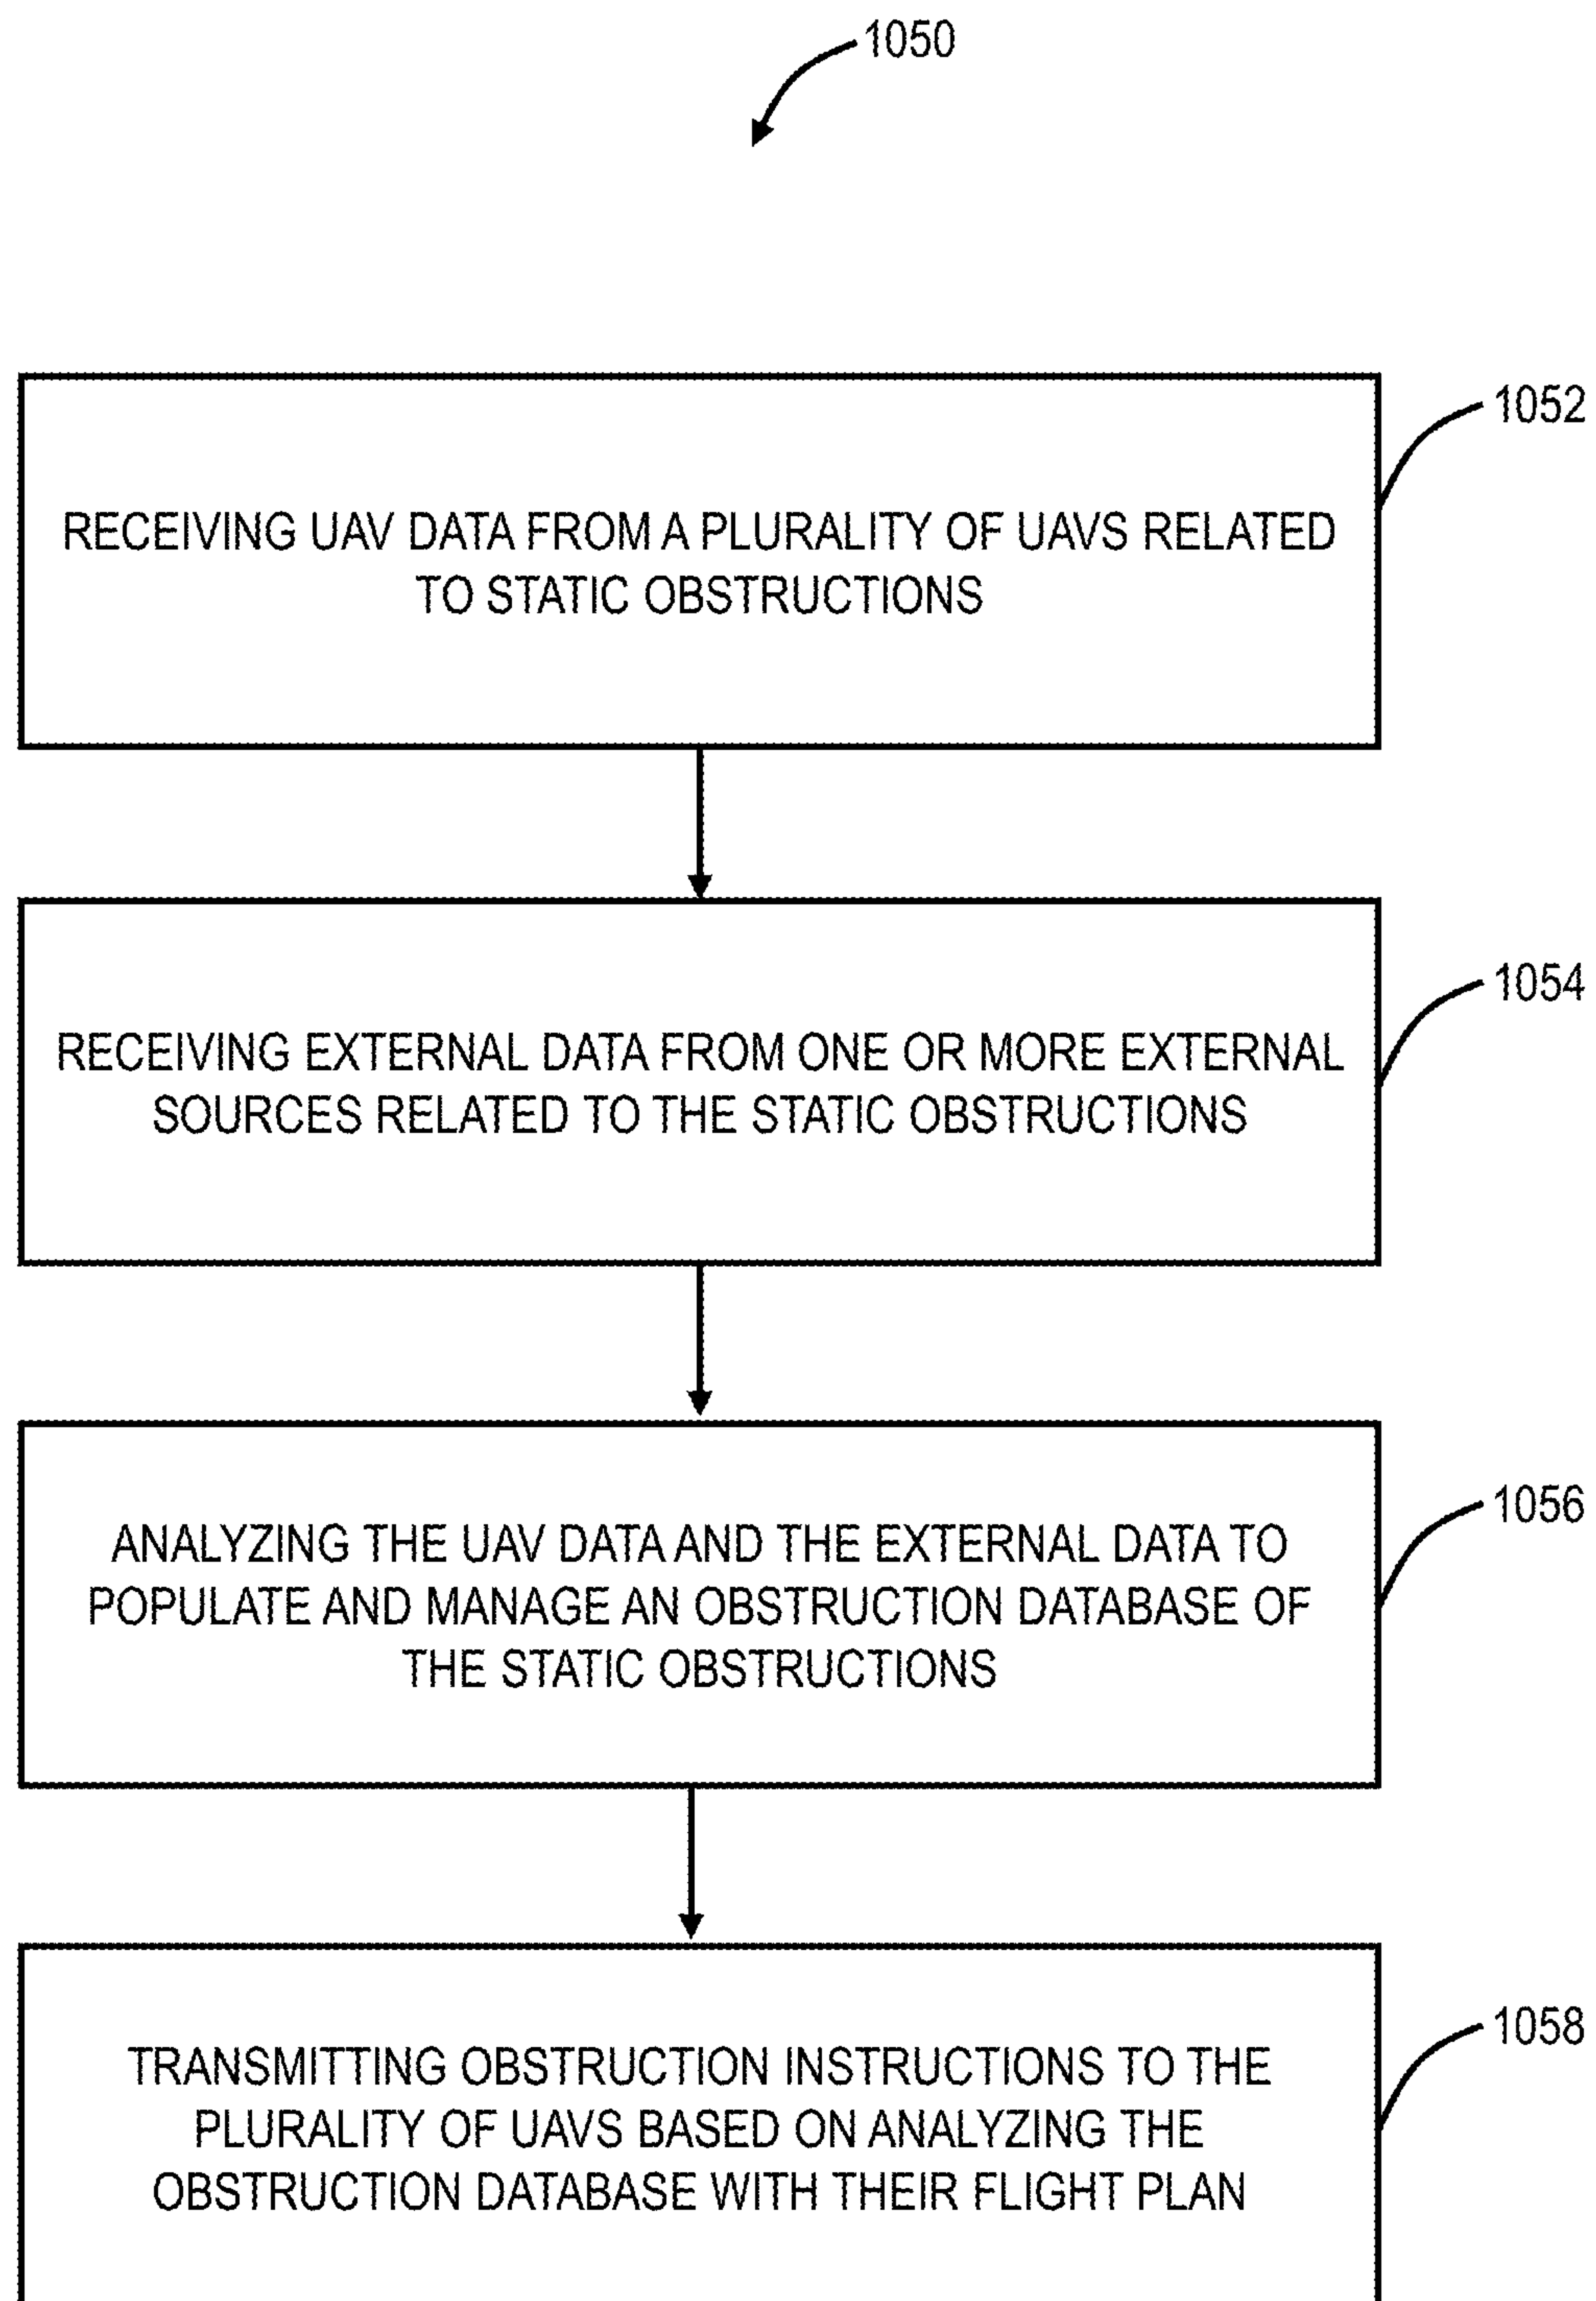 1050
1052
RECEIVING UAV DATA FROM A PLURALITY OF UAVS RELATED
TO STATIC OBSTRUCTIONS
1054
RECEIVING EXTERNAL DATA FROM ONE OR MORE EXTERNAL
SOURCES RELATED TO THE STATIC OBSTRUCTIONS
1056
ANALYZING THE UAV DATA AND THE EXTERNAL DATA TO
POPULATE AND MANAGE AN OBSTRUCTION DATABASE OF
THE STATIC OBSTRUCTIONS
1058
TRANSMITTING OBSTRUCTION INSTRUCTIONS TO THE
PLURALITY OF UAVS BASED ON ANALYZING THE
OBSTRUCTION DATABASE WITH THEIR FLIGHT PLAN